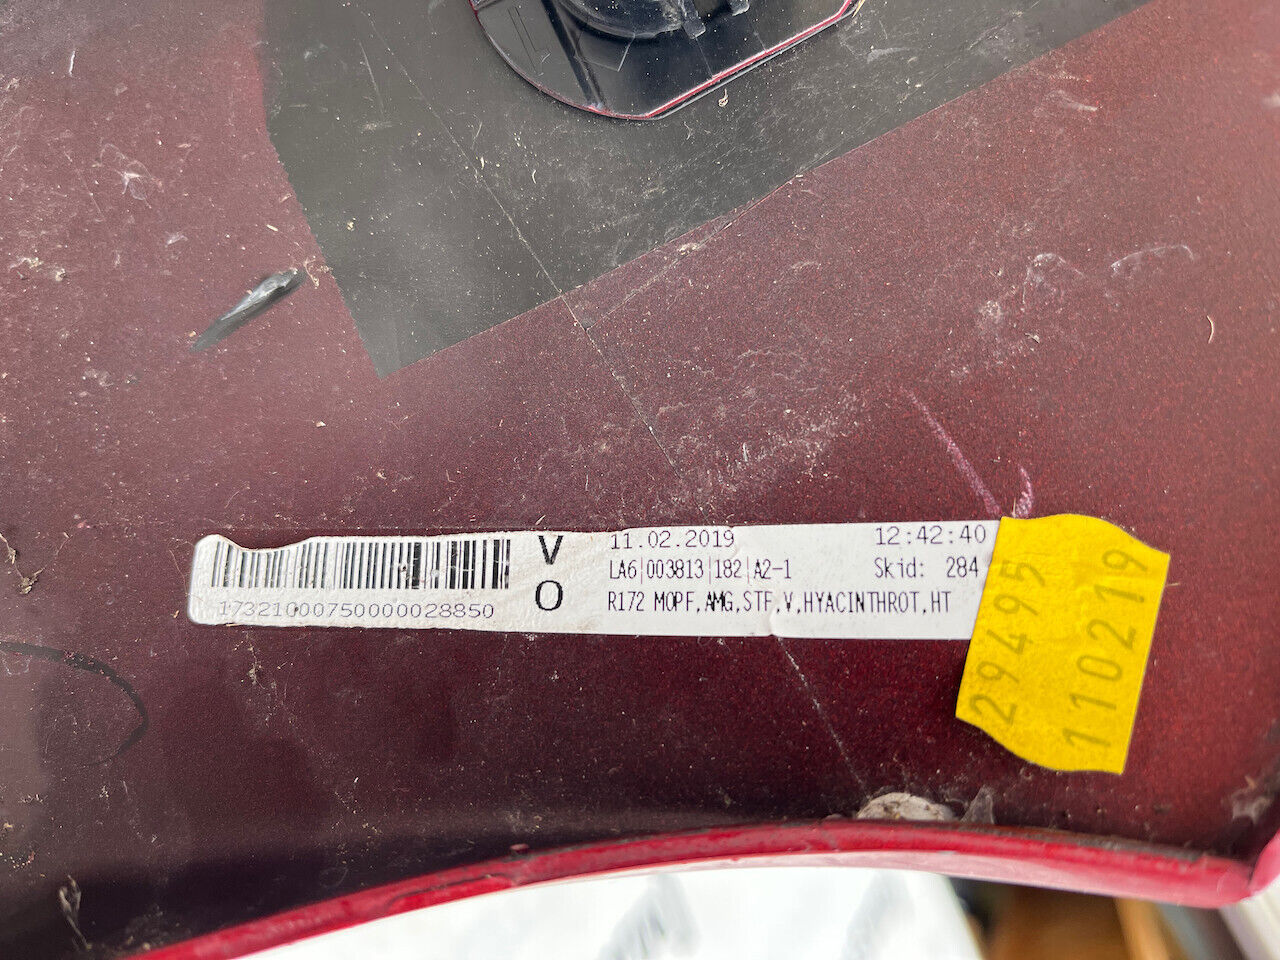 11.02.2019 12:42:40
LA6|003813|182|A2-1 Skid: 284
R172 MOPF,AMG,STF,V,HYACINTHROT,HT
V
O
17321000750000028850
29495
110219